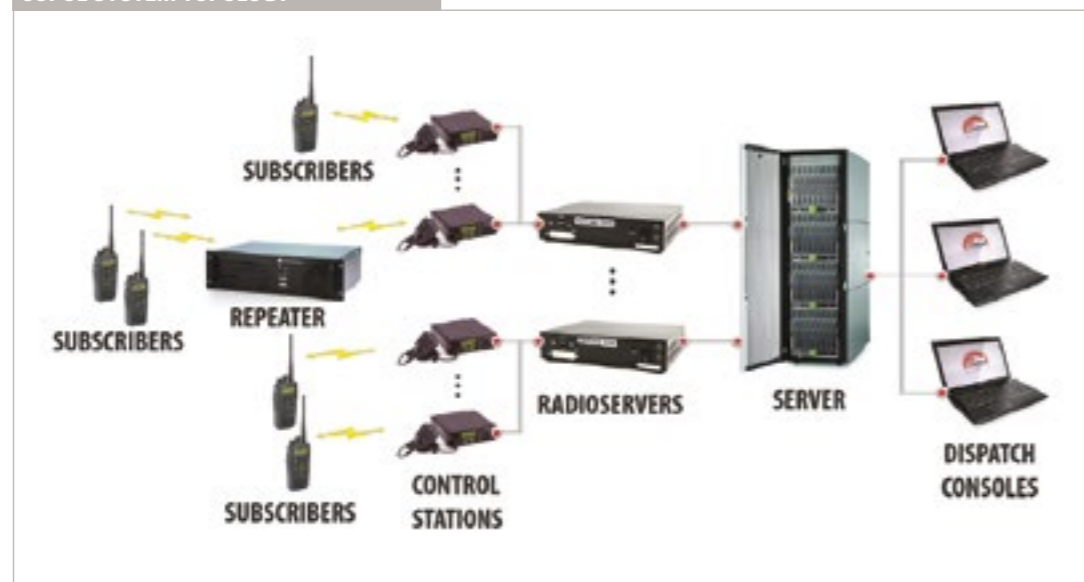 SUBSCRIBERS
SUBSCRIBERS
REPEATER
SUBSCRIBERS
CONTROL
STATIONS
RADIOSERVERS
SERVER
DISPATCH
CONSOLES